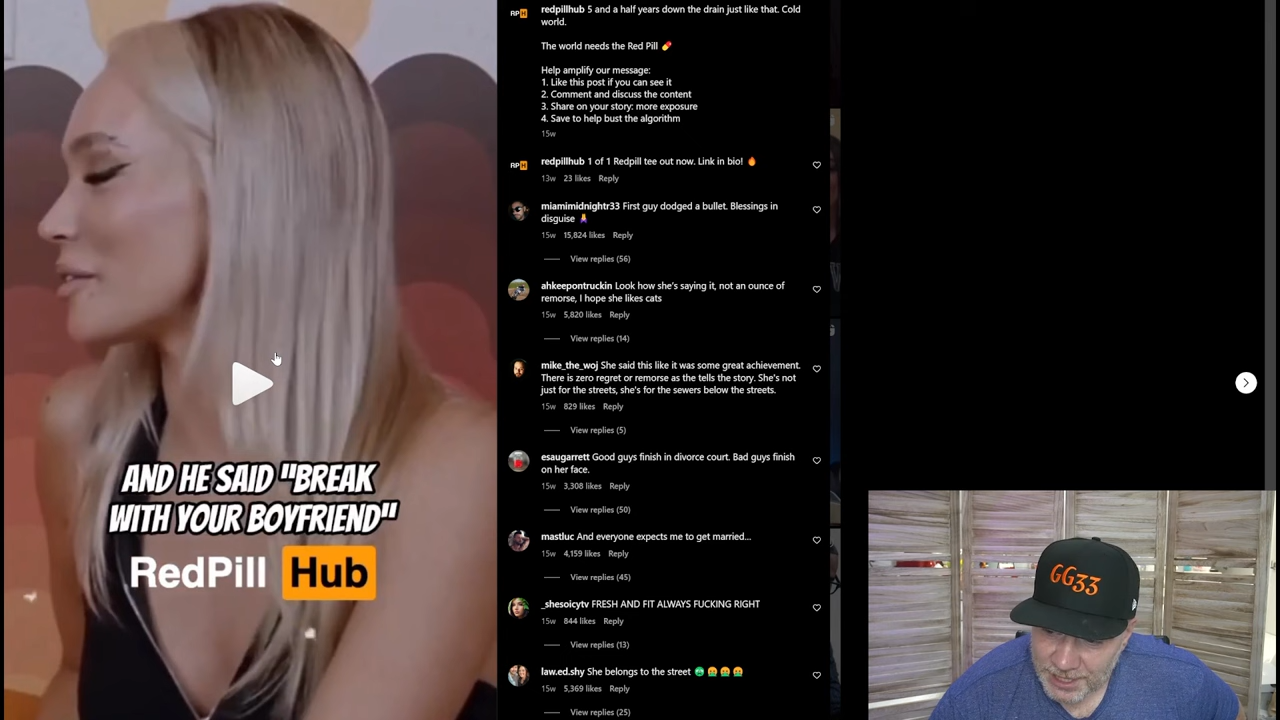 AND HE SAID "BREAK
WITH YOUR BOYFRIEND"
RedPill Hub
RPH
redpillhub 5 and a half years down the drain just like that. Cold
world.
The world needs the Red Pill 💊
Help amplify our message:
1. Like this post if you can see it
2. Comment and discuss the content
3. Share on your story: more exposure
4. Save to help bust the algorithm
15w
RPH
redpillhub 1 of 1 Redpill tee out now. Link in bio! 🔥
13w 23 likes Reply
miamimidnightr33 First guy dodged a bullet. Blessings in
disguise
15w 15,824 likes Reply
View replies (56)
ahkeepontruckin Look how she's saying it, not an ounce of
remorse, I hope she likes cats
15w 5,820 likes Reply
View replies (14)
mike_the_woj She said this like it was some great achievement.
There is zero regret or remorse as the tells the story. She's not
just for the streets, she's for the sewers below the streets.
15w 829 likes Reply
View replies (5)
esaugarrett Good guys finish in divorce court. Bad guys finish
on her face.
15w 3,308 likes Reply
View replies (50)
mastluc And everyone expects me to get married...
15w 4,159 likes Reply
View replies (45)
_shesoicytv FRESH AND FIT ALWAYS FUCKING RIGHT
15w 844 likes Reply
View replies (13)
law.ed.shy She belongs to the street 🤢🤮🤮🤮
15w 5,369 likes Reply
View replies (25)
GG33